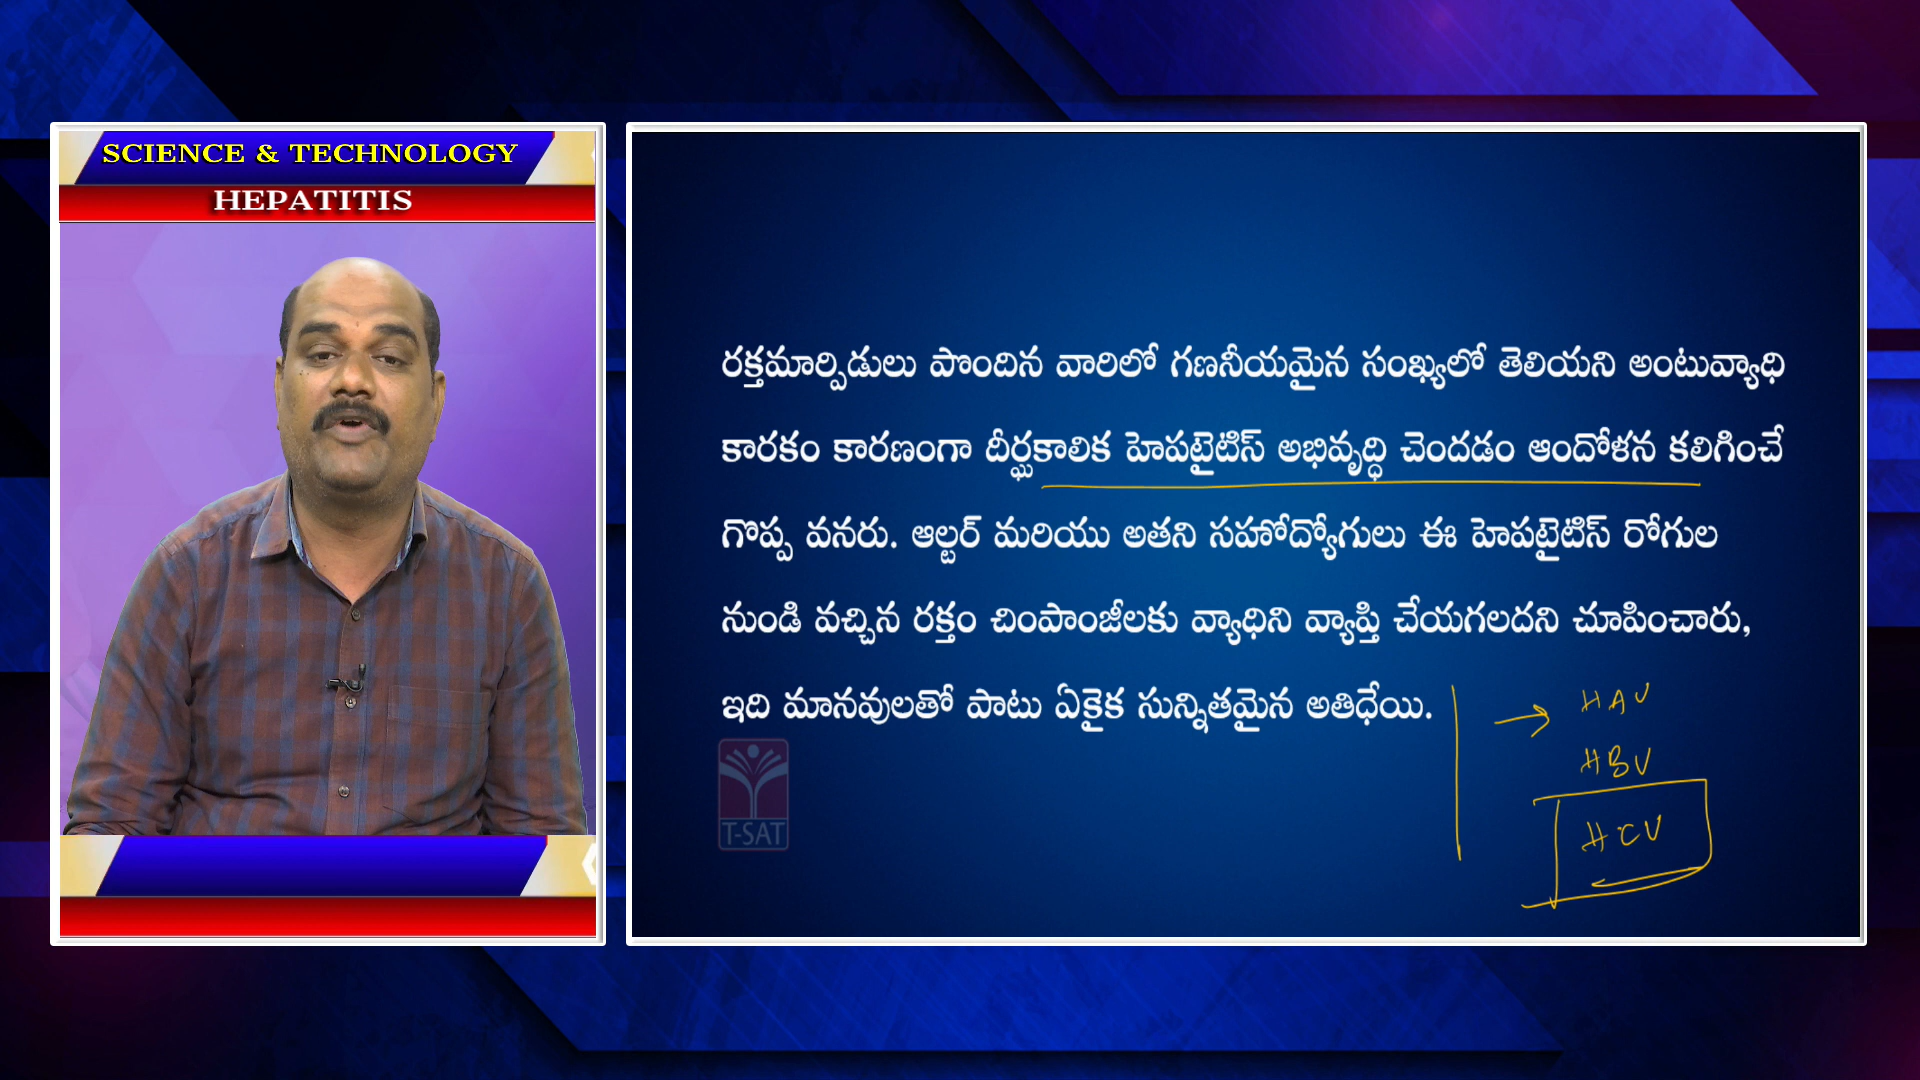 SCIENCE & TECHNOLOGY
HEPATITIS
రక్తమార్పిడులు పొందిన వారిలో గణనీయమైన సంఖ్యలో తెలియని అంటువ్యాధి
కారకం కారణంగా దీర్ఘకాలిక హెపటైటిస్ అభివృద్ధి చెందడం ఆందోళన కలిగించే
గొప్ప వనరు. ఆల్టర్ మరియు అతని సహోద్యోగులు ఈ హెపటైటిస్ రోగుల
నుండి వచ్చిన రక్తం చింపాంజీలకు వ్యాధిని వ్యాప్తి చేయగలదని చూపించారు,
ఇది మానవులతో పాటు ఏకైక సున్నితమైన అతిధేయి.
HAV
HBV
HCV
T-SAT